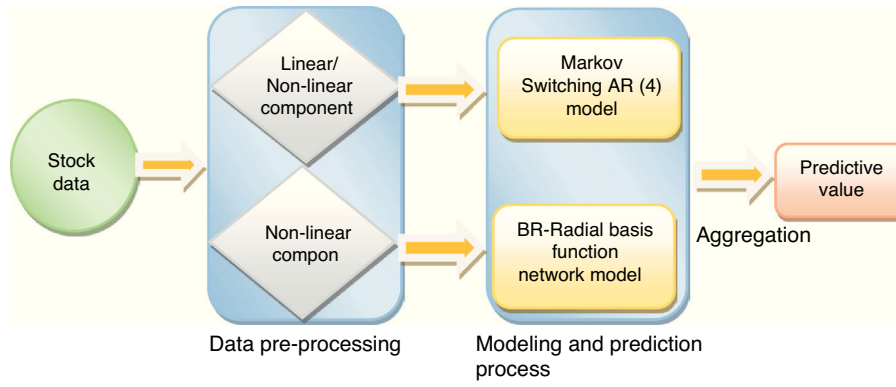 Stock
data
Linear/
Non-linear
component
Non-linear
compon
Data pre-processing
Markov
Switching AR (4)
model
BR-Radial basis
function
network model
Modeling and prediction
process
Aggregation
Predictive
value